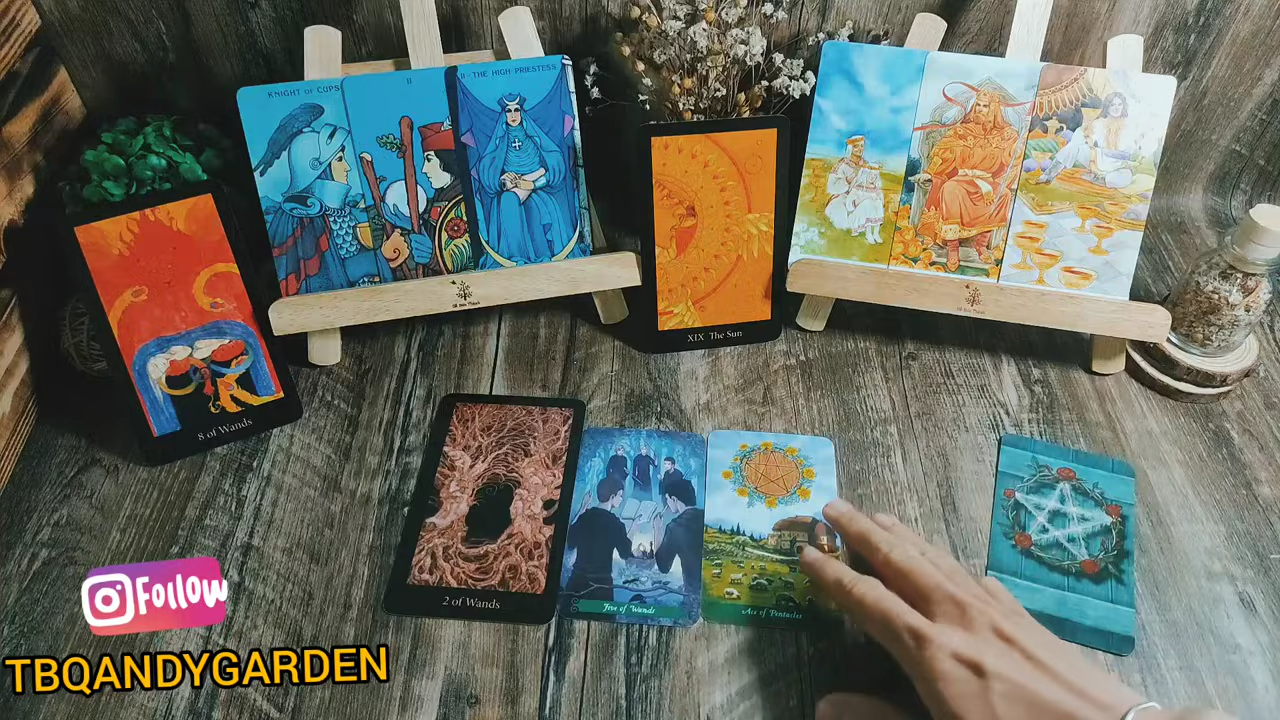 KNIGHT OF CUPS
II
II - THE HIGH PRIESTESS
XIX The Sun
8 of Wands
2 of Wands
Five of Wands
Ace of Pentacles
Follow
TBQANDYGARDEN